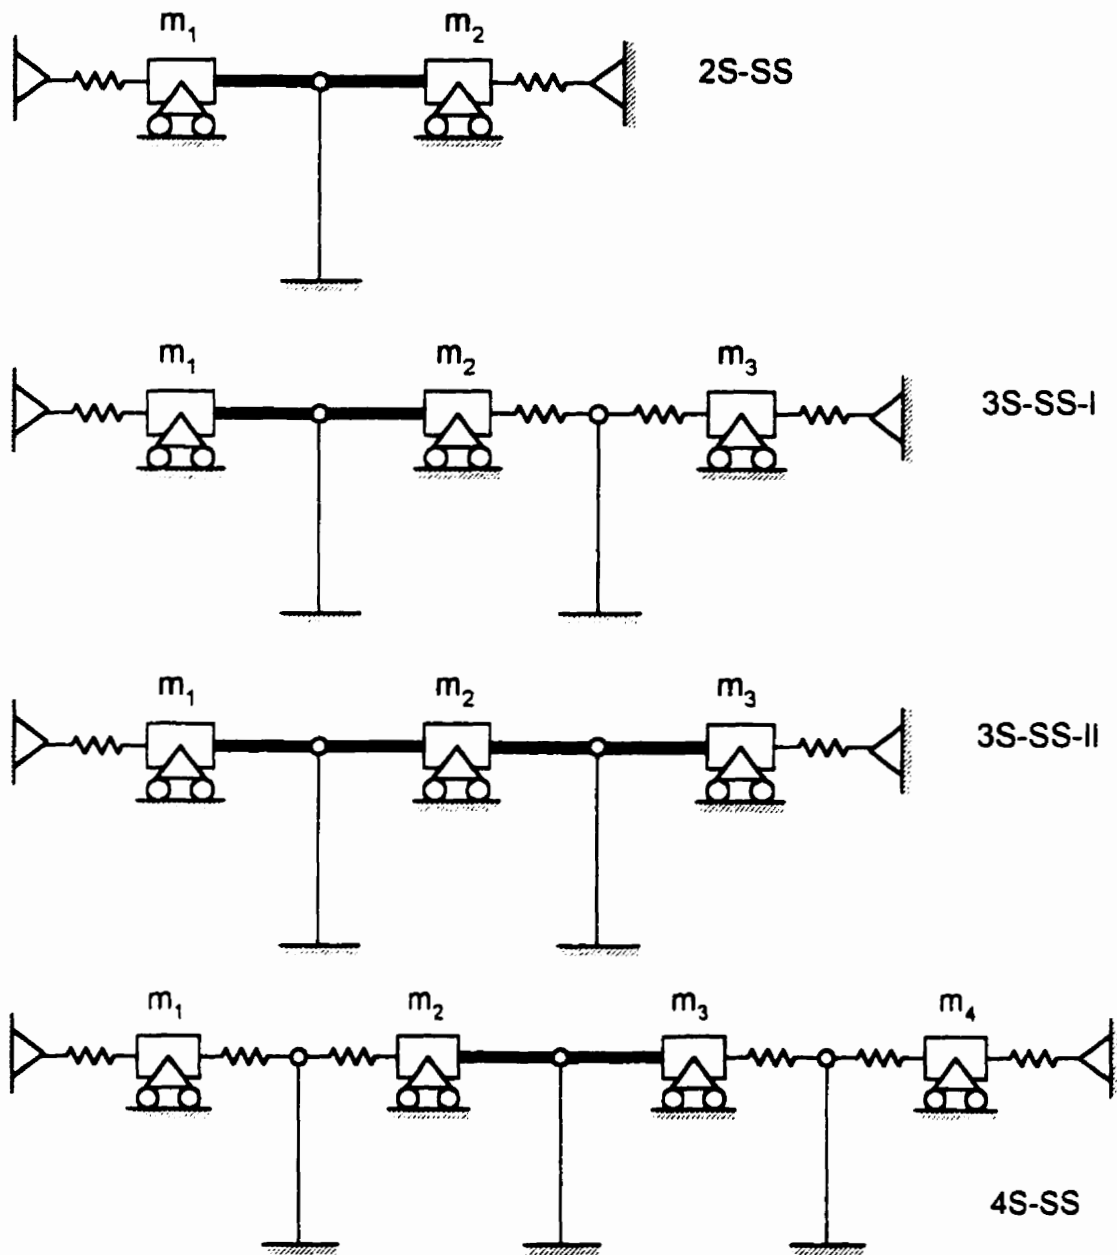 m₁ m₂
2S-SS
m₁ m₂ m₃
3S-SS-I
m₁ m₂ m₃
3S-SS-II
m₁ m₂ m₃ m₄
4S-SS